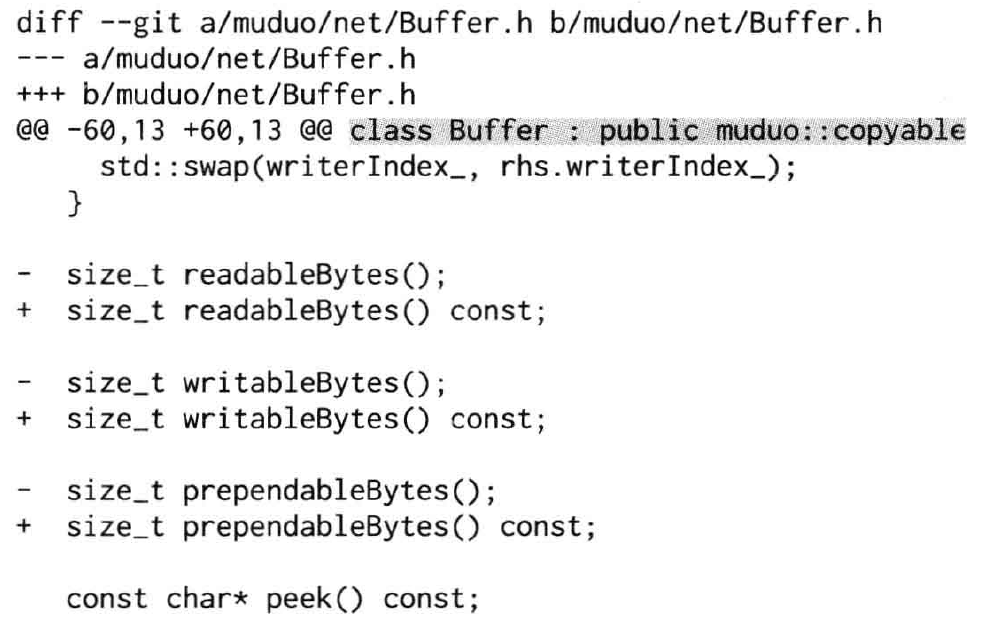 diff --git a/muduo/net/Buffer.h b/muduo/net/Buffer.h
--- a/muduo/net/Buffer.h
+++ b/muduo/net/Buffer.h
@@ -60,13 +60,13 @@ class Buffer : public muduo::copyable
     std::swap(writerIndex_, rhs.writerIndex_);
   }
-  size_t readableBytes();
+  size_t readableBytes() const;
-  size_t writableBytes();
+  size_t writableBytes() const;
-  size_t prependableBytes();
+  size_t prependableBytes() const;
   const char* peek() const;